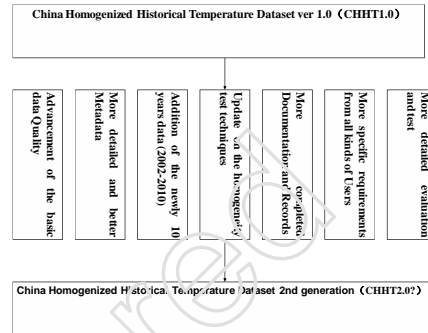 China Homogenized Historical Temperature Dataset ver 1.0（CHHT1.0）
Advancement of the basic
data Quality
More detailed and better
Metadata
Addition of the newly 10
years data (2002-2010)
Update on the homogeneity
test techniques
More completed
Documentation and Records
More specific requirements
from all kinds of Users
More detailed evaluation
and test
China Homogenized Historical Temperature Dataset 2nd generation（CHHT2.0?）